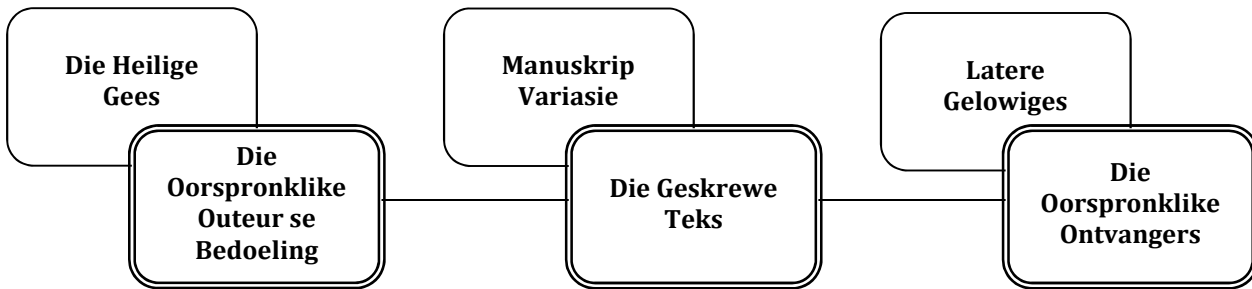 Die Heilige
Gees
Die
Oorspronklike
Outeur se
Bedoeling
Manuskrip
Variasie
Die Geskrewe
Teks
Latere
Gelowiges
Die
Oorspronklike
Ontvangers